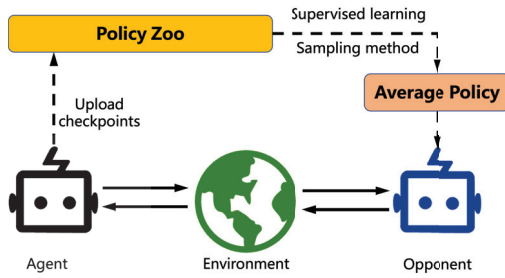 Policy Zoo
Supervised learning
Sampling method
Average Policy
Upload
checkpoints
Agent
Environment
Opponent